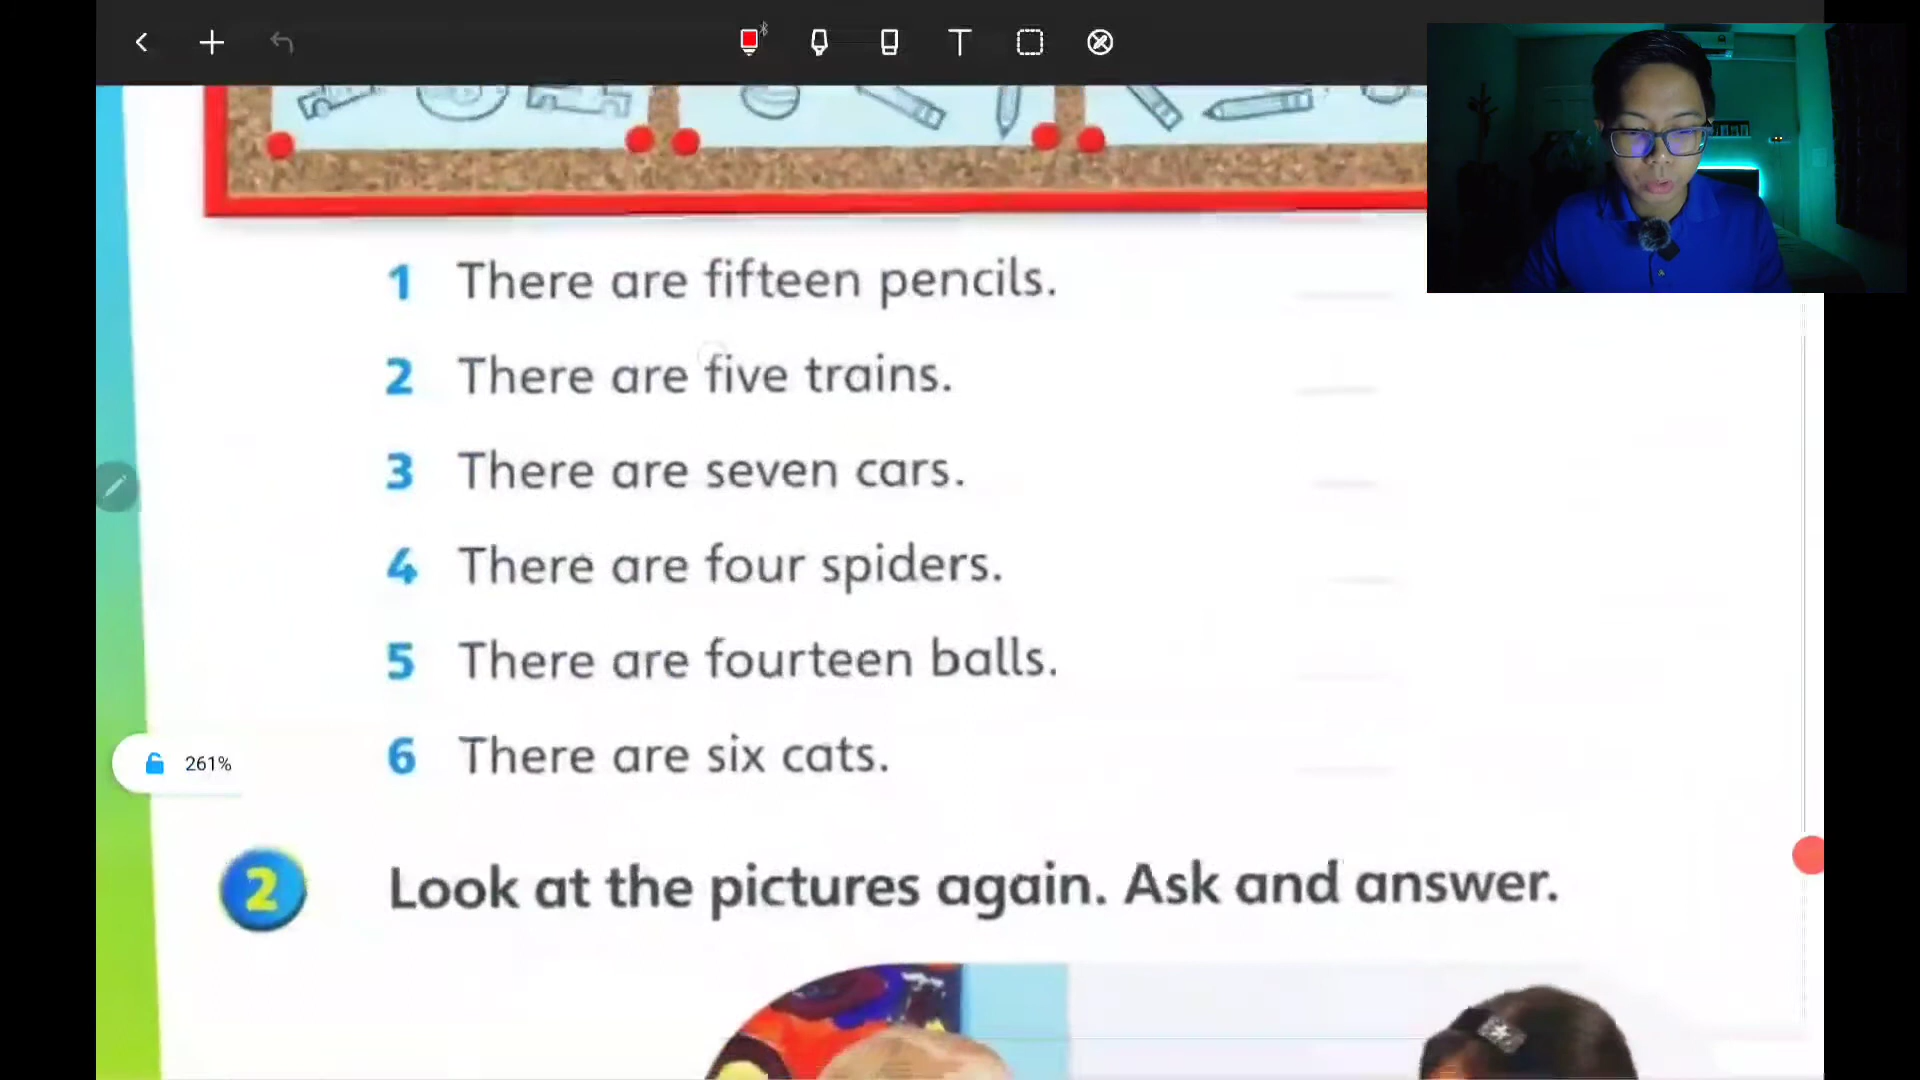 T
1 There are fifteen pencils.
2 There are five trains.
3 There are seven cars.
4 There are four spiders.
5 There are fourteen balls.
6 There are six cats.
261%
2 Look at the pictures again. Ask and answer.